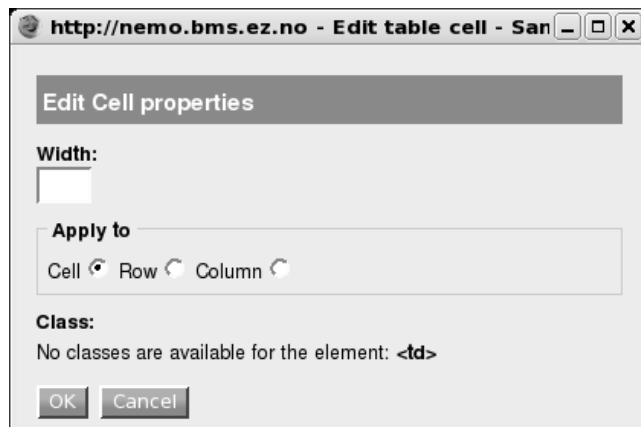 http://nemo.bms.ez.no - Edit table cell - San
Edit Cell properties
Width:
Apply to
Cell Row Column
Class:
No classes are available for the element: <td>
OK Cancel